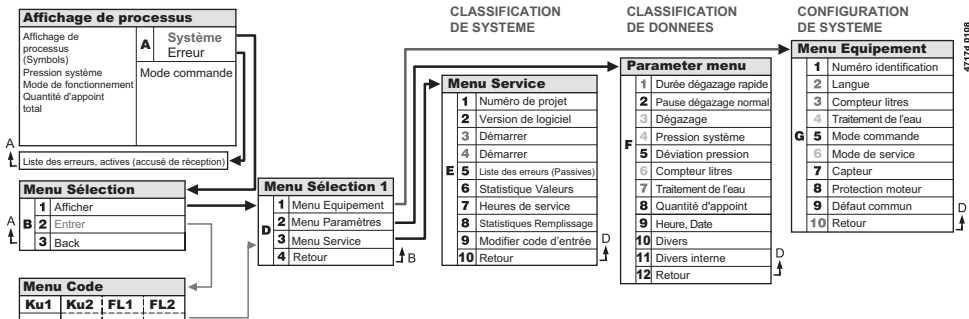 Affichage de processus
Affichage de
processus
(Symbols)
Pression système
Mode de fonctionnement
Quantité d'appoint
total
A
Système
Erreur
Mode commande
A
Liste des erreurs, actives (accusé de réception)
Menu Sélection
A
B
1 Afficher
2 Entrer
3 Back
Menu Code
Ku1 Ku2 FL1 FL2
Menu Sélection 1
D
1 Menu Equipement
2 Menu Paramètres
3 Menu Service
4 Retour
B
CLASSIFICATION
DE SYSTEME
Menu Service
E
1 Numéro de projet
2 Version de logiciel
3 Démarrer
4 Démarrer
5 Liste des erreurs (Passives)
6 Statistique Valeurs
7 Heures de service
8 Statistiques Remplissage
9 Modifier code d'entrée
10 Retour
D
CLASSIFICATION
DE DONNEES
Parameter menu
F
1 Durée dégazage rapide
2 Pause dégazage normal
3 Dégazage
4 Pression système
5 Déviation pression
6 Compteur litres
7 Traitement de l'eau
8 Quantité d'appoint
9 Heure, Date
10 Divers
11 Divers interne
12 Retour
D
CONFIGURATION
DE SYSTEME
Menu Equipement
G
1 Numéro identification
2 Langue
3 Compteur litres
4 Traitement de l'eau
5 Mode commande
6 Mode de service
7 Capteur
8 Protection moteur
9 Défaut commun
10 Retour
D
4717d.0108